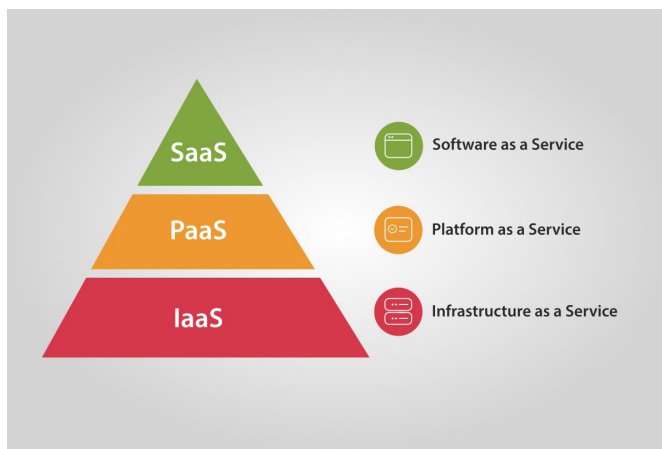 SaaS
Software as a Service
PaaS
Platform as a Service
IaaS
Infrastructure as a Service